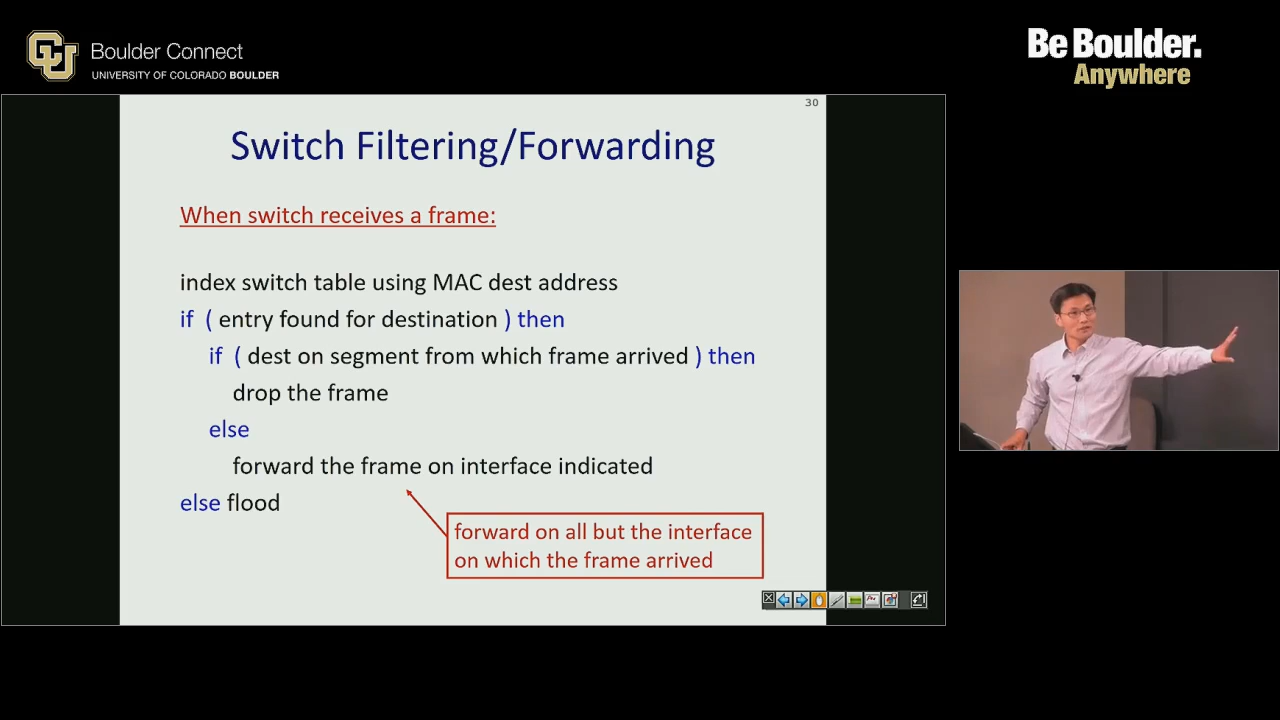 Boulder Connect
UNIVERSITY OF COLORADO BOULDER
Be Boulder.
Anywhere
30
Switch Filtering/Forwarding
When switch receives a frame:
index switch table using MAC dest address
if ( entry found for destination ) then
if ( dest on segment from which frame arrived ) then
drop the frame
else
forward the frame on interface indicated
else flood
forward on all but the interface
on which the frame arrived